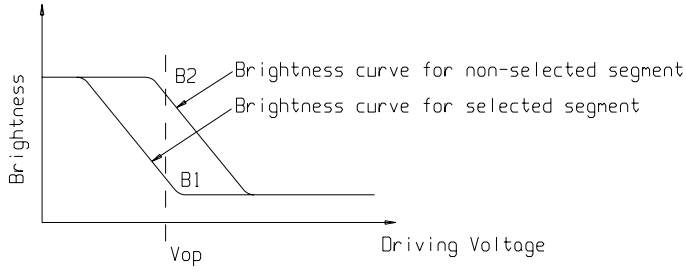 Brightness
B2
Brightness curve for non-selected segment
Brightness curve for selected segment
B1
Vop
Driving Voltage